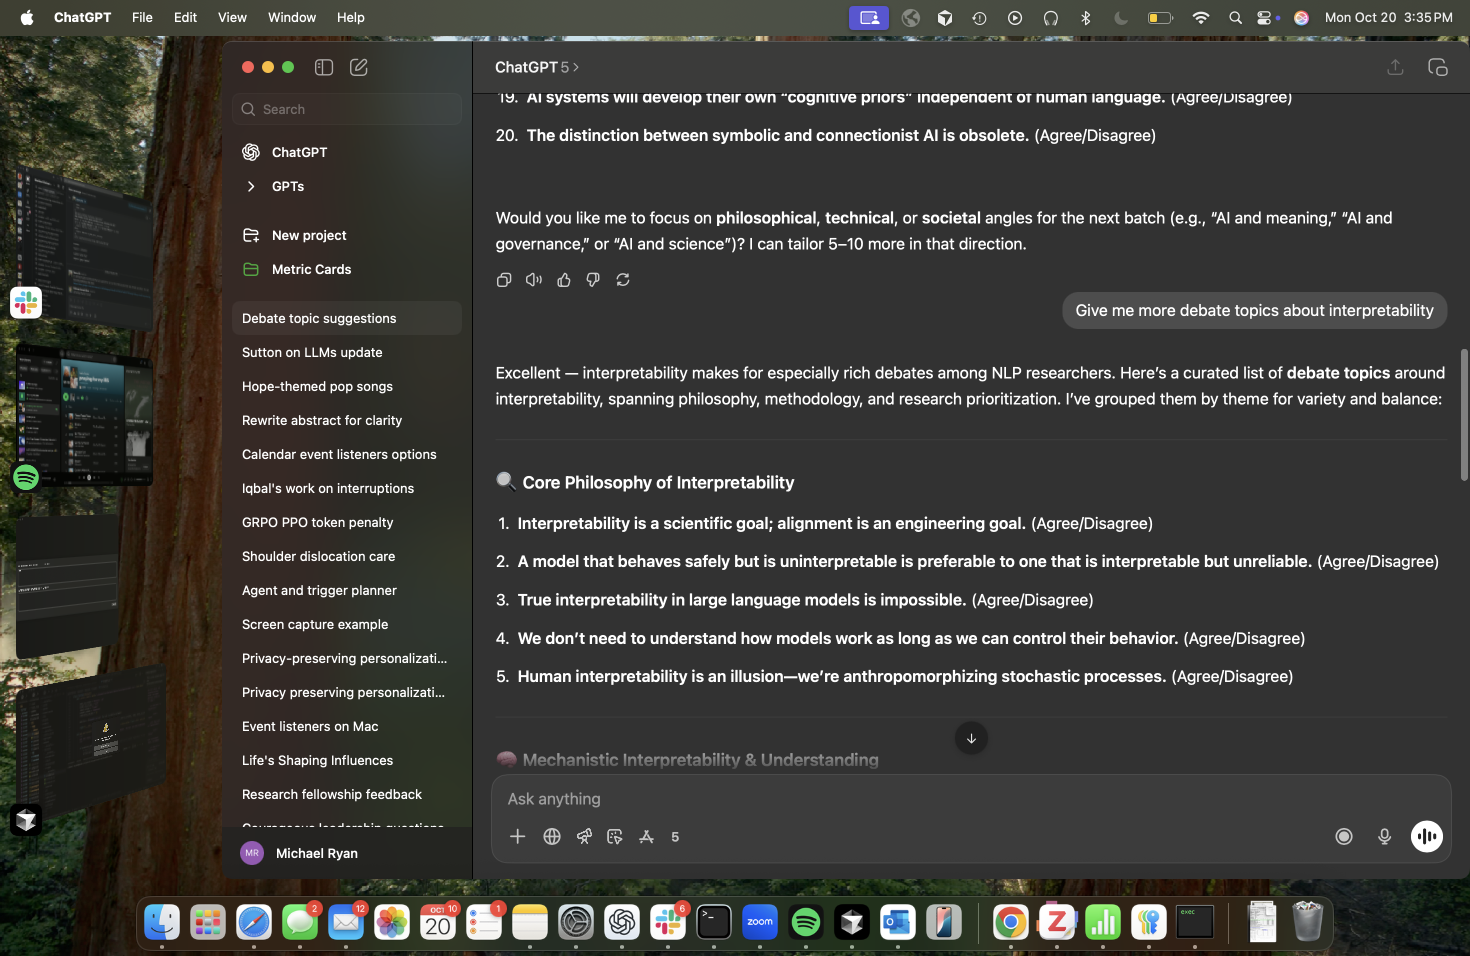 ChatGPT File Edit View Window Help
Mon Oct 20 3:35 PM
ChatGPT 5 >
Search
ChatGPT
GPTs
New project
Metric Cards
Debate topic suggestions
Sutton on LLMs update
Hope-themed pop songs
Rewrite abstract for clarity
Calendar event listeners options
Iqbal's work on interruptions
GRPO PPO token penalty
Shoulder dislocation care
Agent and trigger planner
Screen capture example
Privacy-preserving personalizati...
Privacy preserving personalizati...
Event listeners on Mac
Life's Shaping Influences
Research fellowship feedback
Courageous leadership questions
MR Michael Ryan
19. AI systems will develop their own “cognitive priors” independent of human language. (Agree/Disagree)
20. The distinction between symbolic and connectionist AI is obsolete. (Agree/Disagree)
Would you like me to focus on philosophical, technical, or societal angles for the next batch (e.g., “AI and meaning,” “AI and
governance,” or “AI and science”)? I can tailor 5–10 more in that direction.
Give me more debate topics about interpretability
Excellent — interpretability makes for especially rich debates among NLP researchers. Here’s a curated list of debate topics around
interpretability, spanning philosophy, methodology, and research prioritization. I’ve grouped them by theme for variety and balance:
🔍 Core Philosophy of Interpretability
1. Interpretability is a scientific goal; alignment is an engineering goal. (Agree/Disagree)
2. A model that behaves safely but is uninterpretable is preferable to one that is interpretable but unreliable. (Agree/Disagree)
3. True interpretability in large language models is impossible. (Agree/Disagree)
4. We don’t need to understand how models work as long as we can control their behavior. (Agree/Disagree)
5. Human interpretability is an illusion—we’re anthropomorphizing stochastic processes. (Agree/Disagree)
🧠 Mechanistic Interpretability & Understanding
Ask anything
5
2
12
OCT 10
20
1
6
zoom
exec